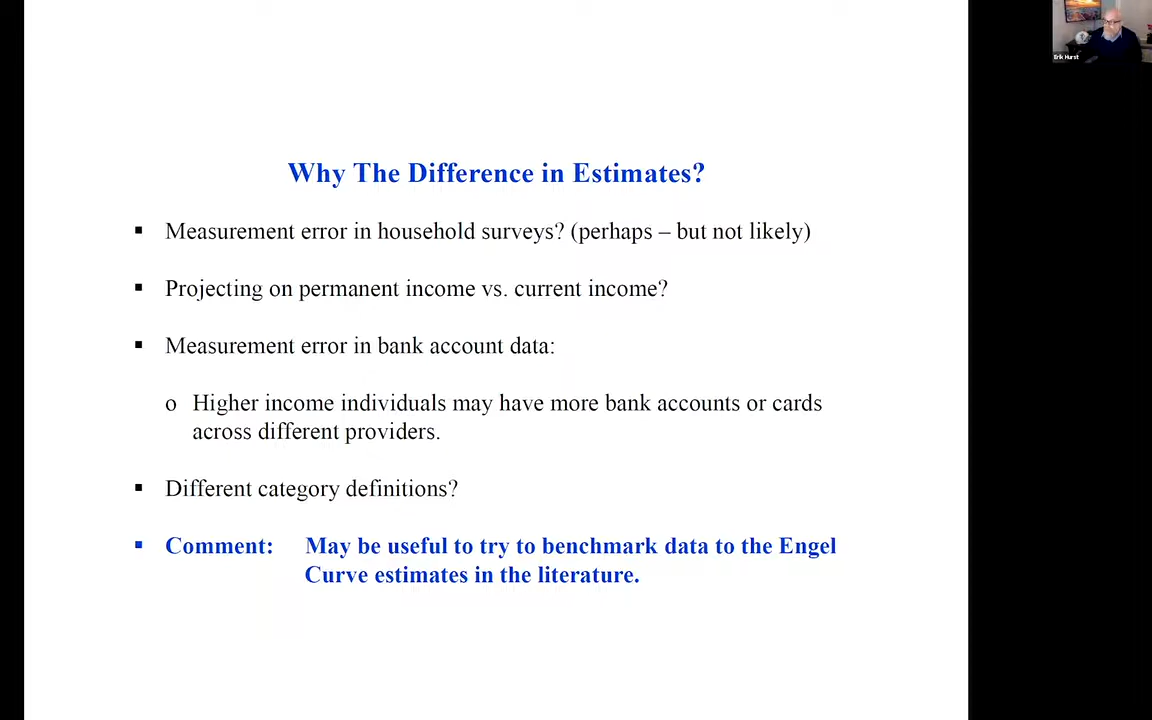 Erik Hurst
Why The Difference in Estimates?
▪ Measurement error in household surveys? (perhaps – but not likely)
▪ Projecting on permanent income vs. current income?
▪ Measurement error in bank account data:
o Higher income individuals may have more bank accounts or cards
across different providers.
▪ Different category definitions?
▪ Comment: May be useful to try to benchmark data to the Engel
Curve estimates in the literature.